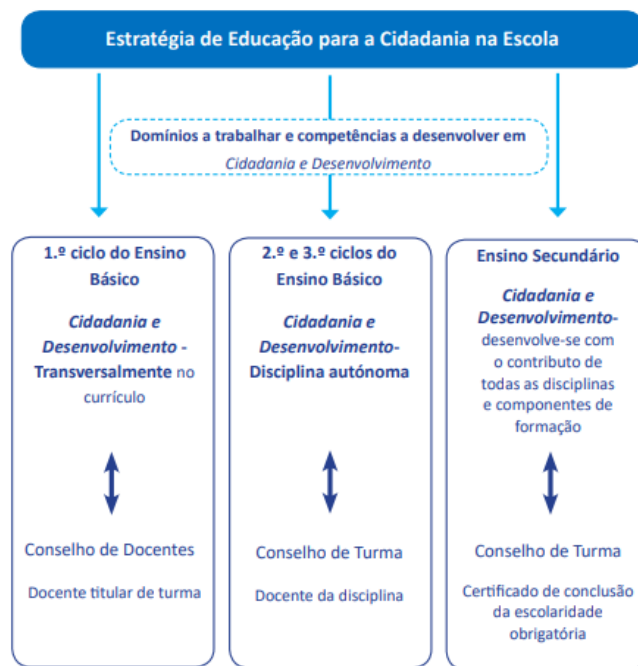 Estratégia de Educação para a Cidadania na Escola
Domínios a trabalhar e competências a desenvolver em
Cidadania e Desenvolvimento
1.º ciclo do Ensino
Básico
Cidadania e
Desenvolvimento -
Transversalmente no
currículo
Conselho de Docentes
Docente titular de turma
2.º e 3.º ciclos do
Ensino Básico
Cidadania e
Desenvolvimento-
Disciplina autónoma
Conselho de Turma
Docente da disciplina
Ensino Secundário
Cidadania e
Desenvolvimento-
desenvolve-se com
o contributo de
todas as disciplinas
e componentes de
formação
Conselho de Turma
Certificado de conclusão
da escolaridade
obrigatória